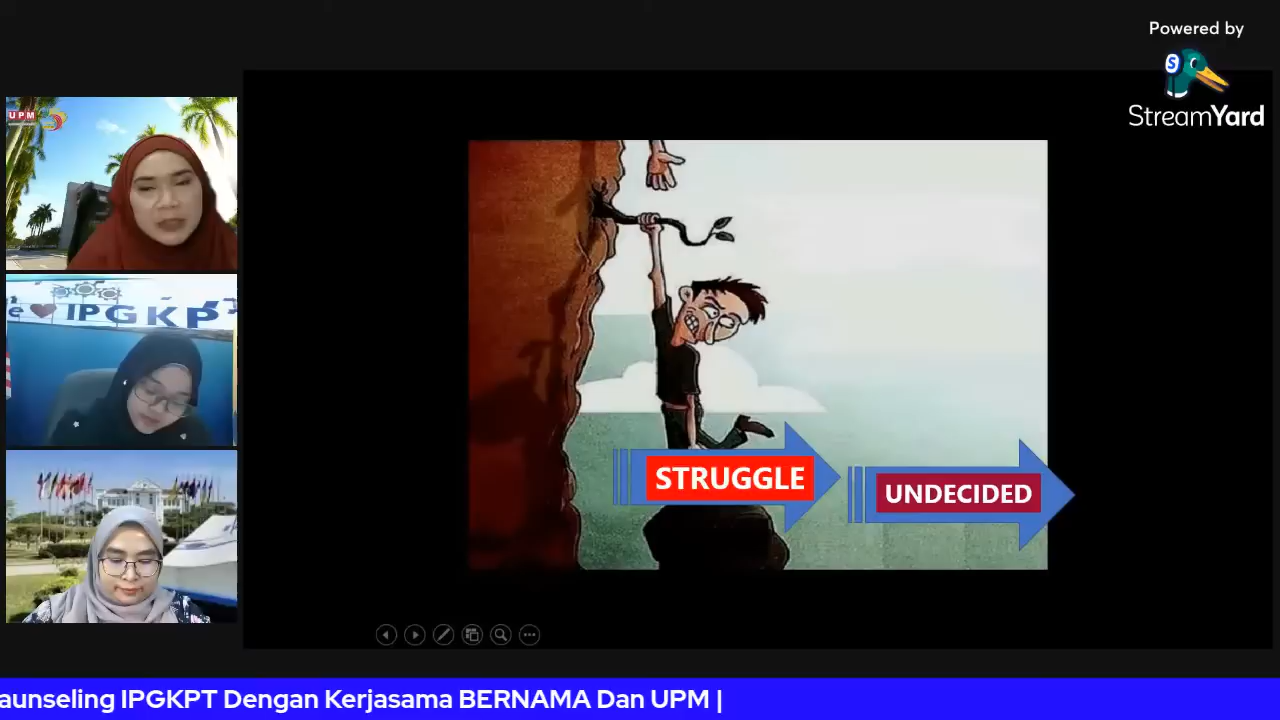 Powered by
StreamYard
UPM
e ❤ IPGKP
STRUGGLE
UNDECIDED
aunseling IPGKPT Dengan Kerjasama BERNAMA Dan UPM |